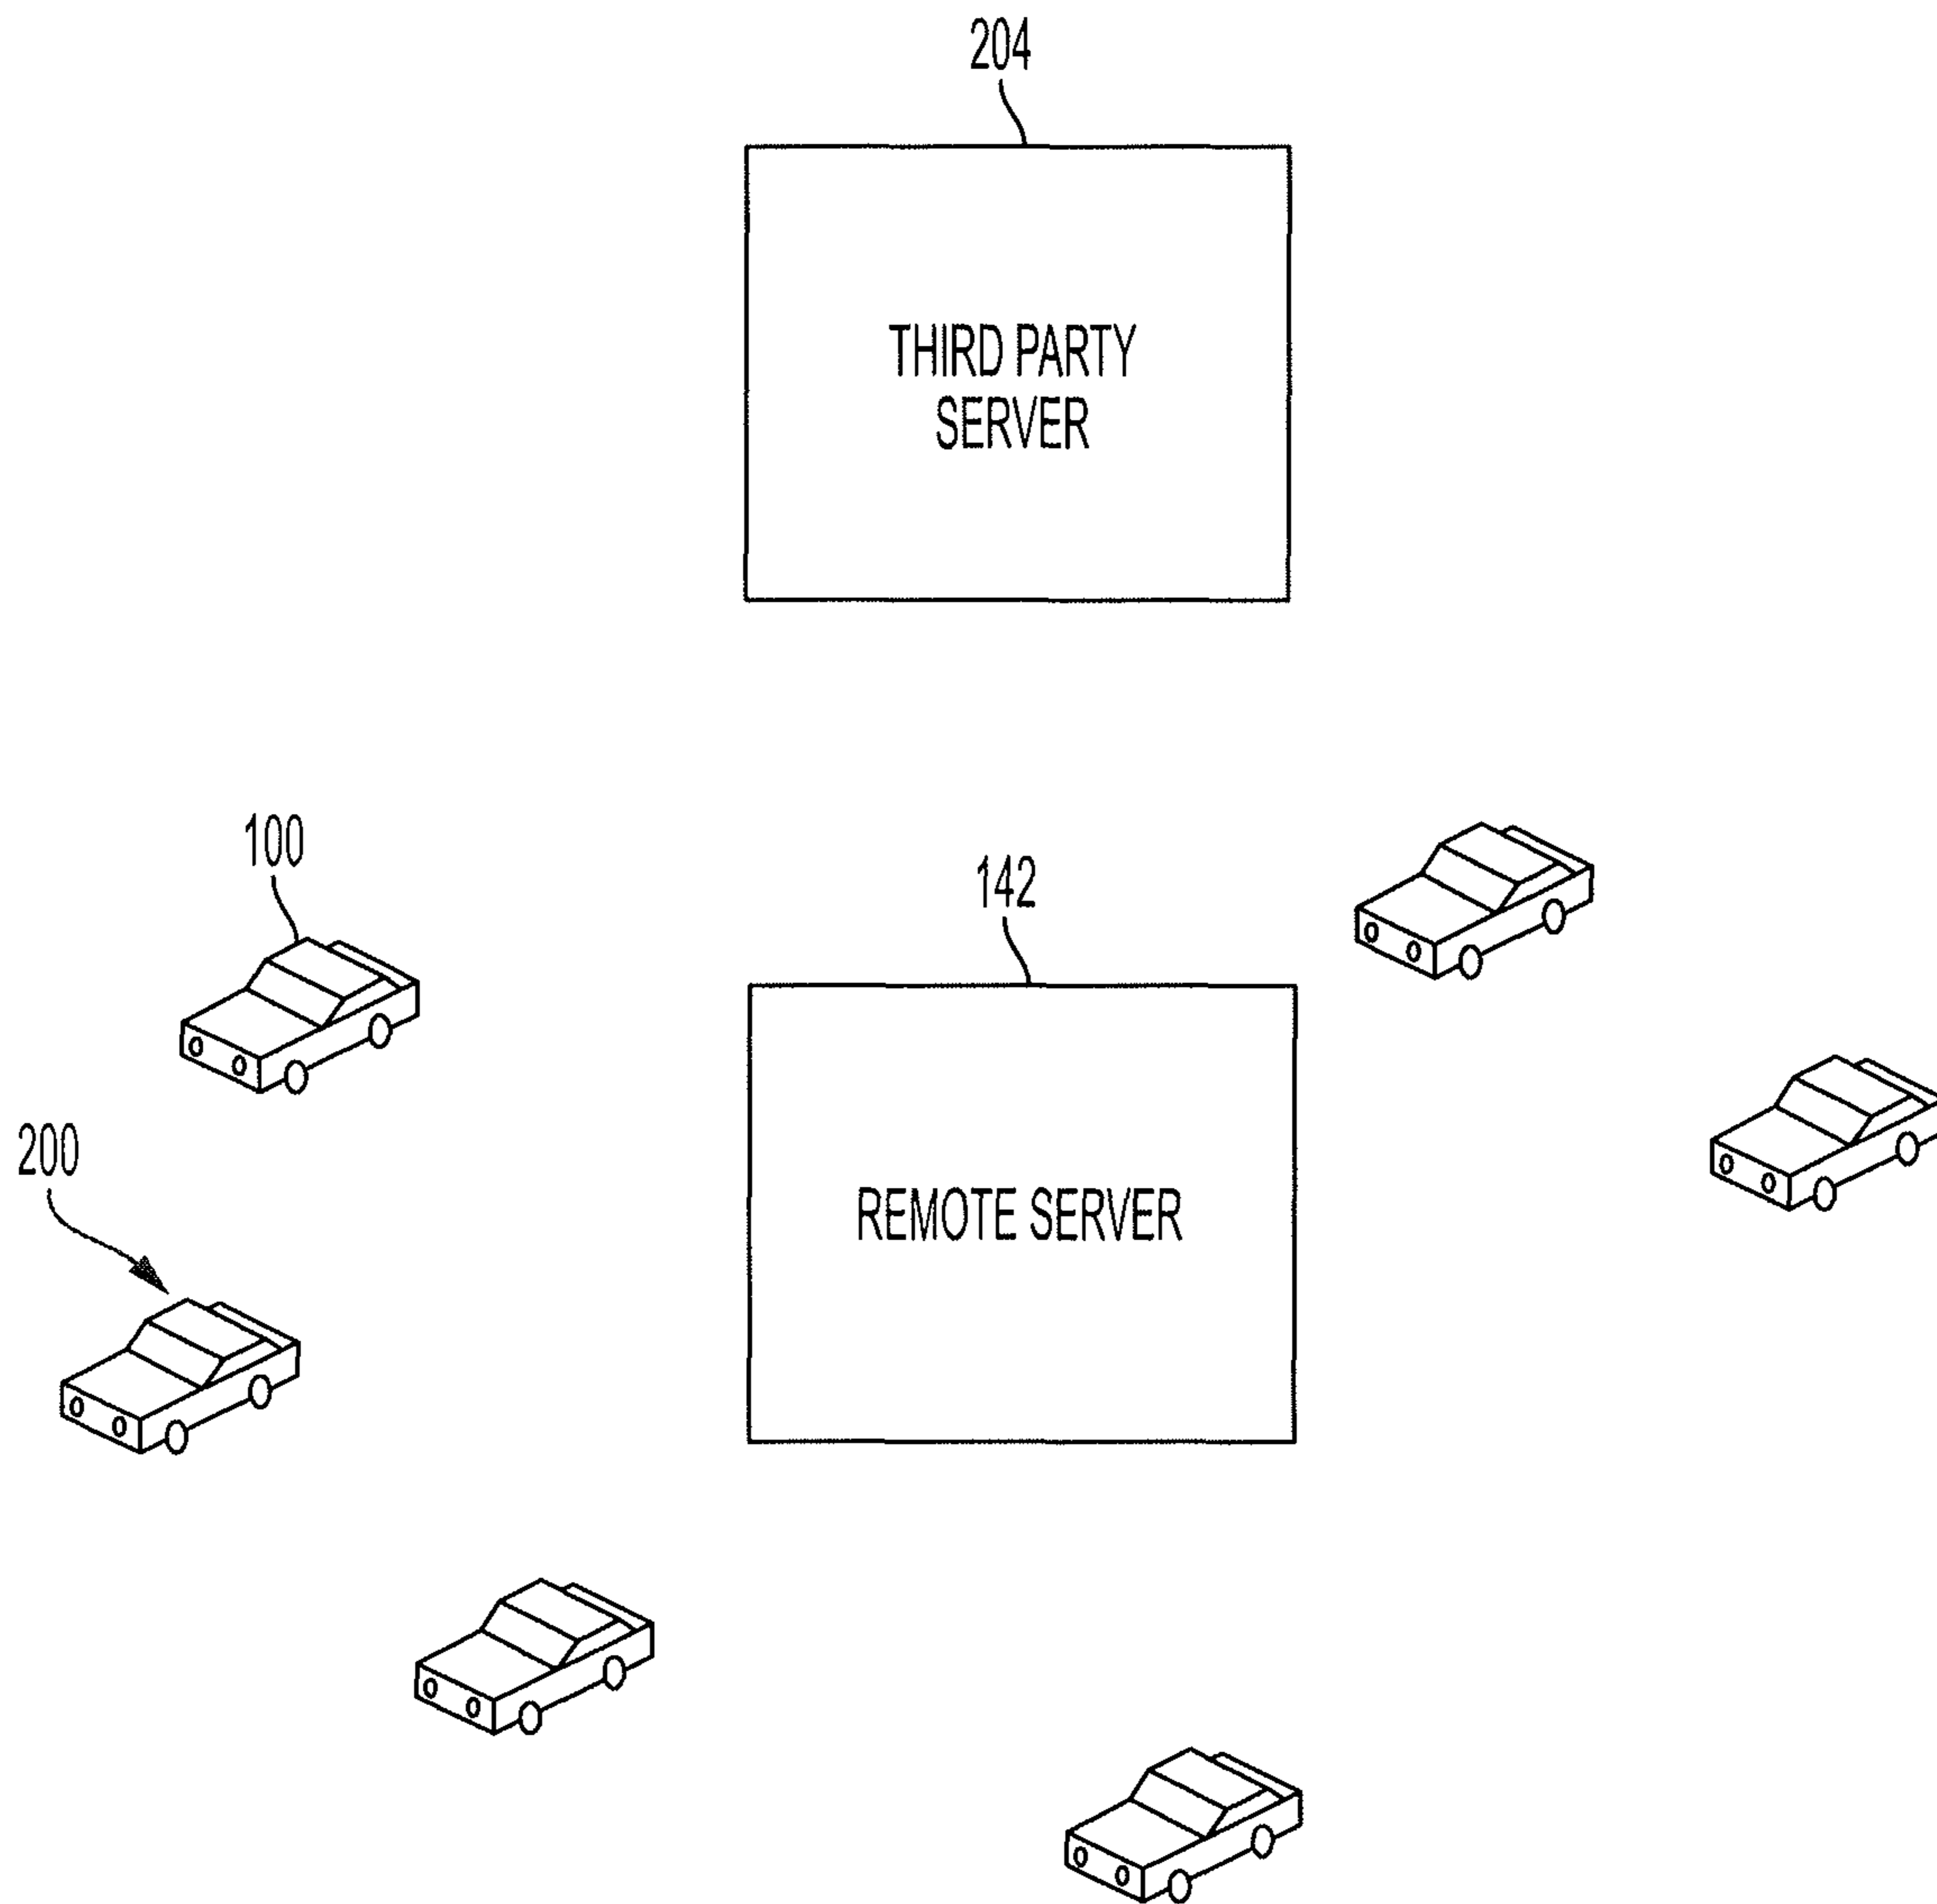 204
THIRD PARTY
SERVER
100
142
200
REMOTE SERVER